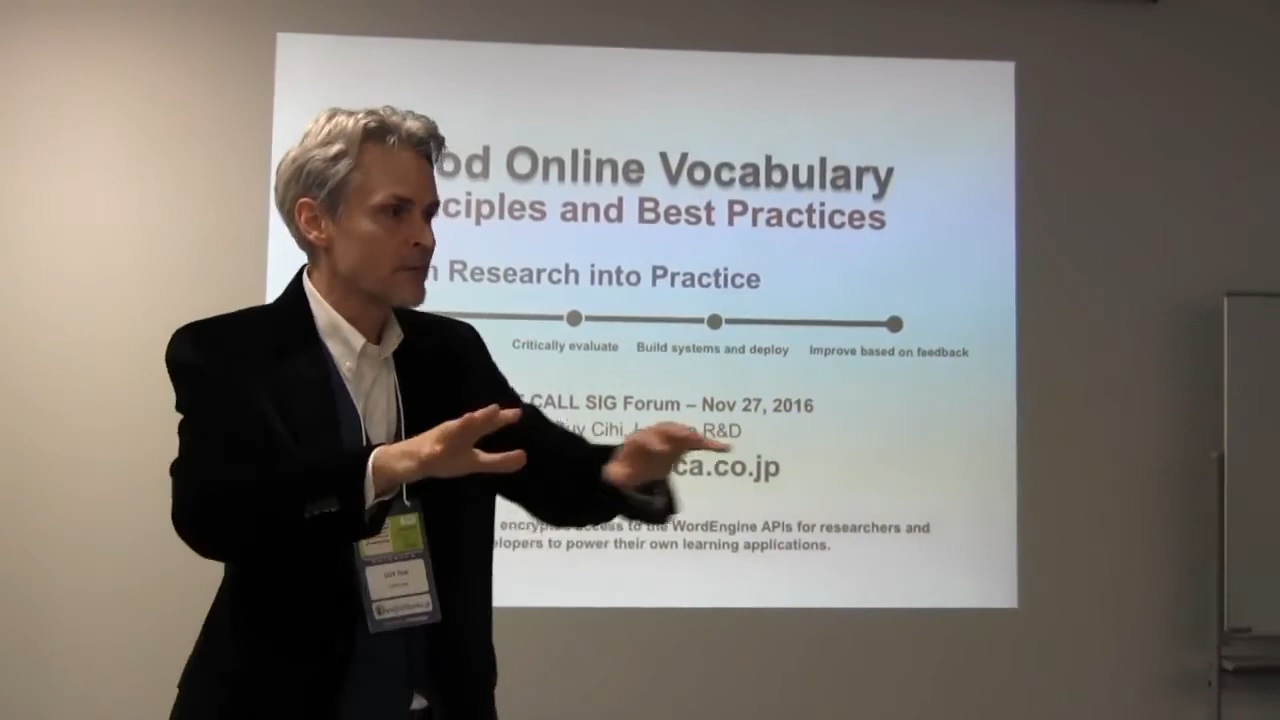 od Online Vocabulary
ciples and Best Practices
n Research into Practice
Critically evaluate Build systems and deploy Improve based on feedback
CALL SIG Forum – Nov 27, 2016
Guy Cihi, R&D
ca.co.jp
encrypted access to the WordEngine APIs for researchers and
elopers to power their own learning applications.